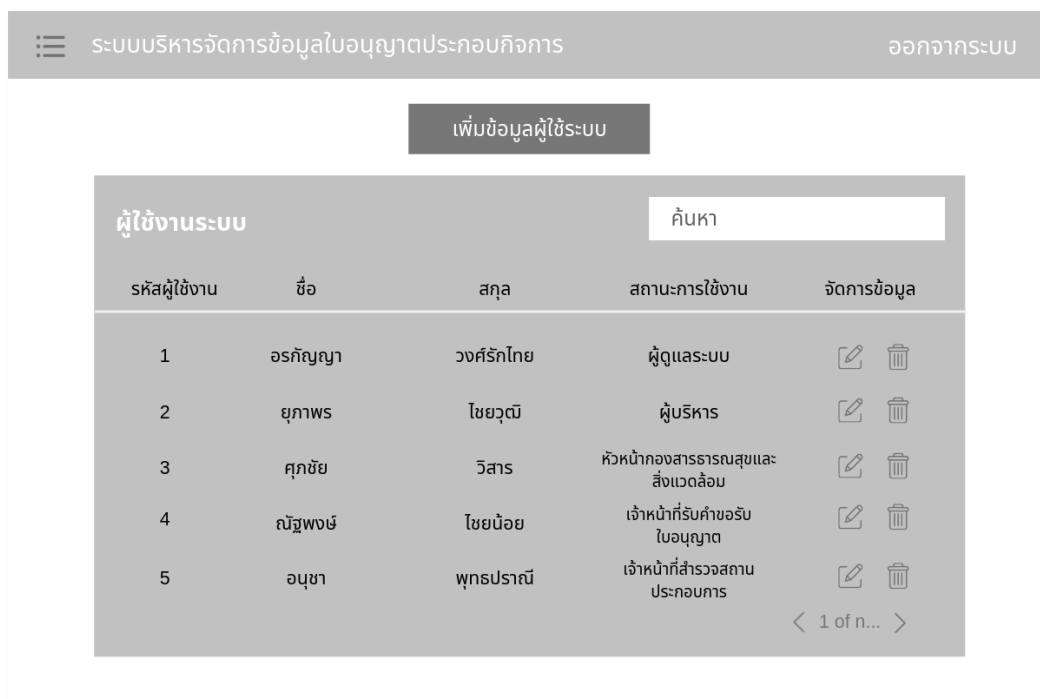 ระบบบริหารจัดการข้อมูลใบอนุญาตประกอบกิจการ ออกจากระบบ
เพิ่มข้อมูลผู้ใช้ระบบ
ผู้ใช้งานระบบ ค้นหา
รหัสผู้ใช้งาน ชื่อ สกุล สถานะการใช้งาน จัดการข้อมูล
1 อรกัญญา วงศ์รักไทย ผู้ดูแลระบบ
2 ยุภาพร ไชยวุฒิ ผู้บริหาร
3 ศุภชัย วิสาร หัวหน้ากองสารธารณสุขและ
สิ่งแวดล้อม
4 ณัฐพงษ์ ไชยน้อย เจ้าหน้าที่รับคำขอรับ
ใบอนุญาต
5 อนุชา พุทธปราณี เจ้าหน้าที่สำรวจสถาน
ประกอบการ
1 of n...